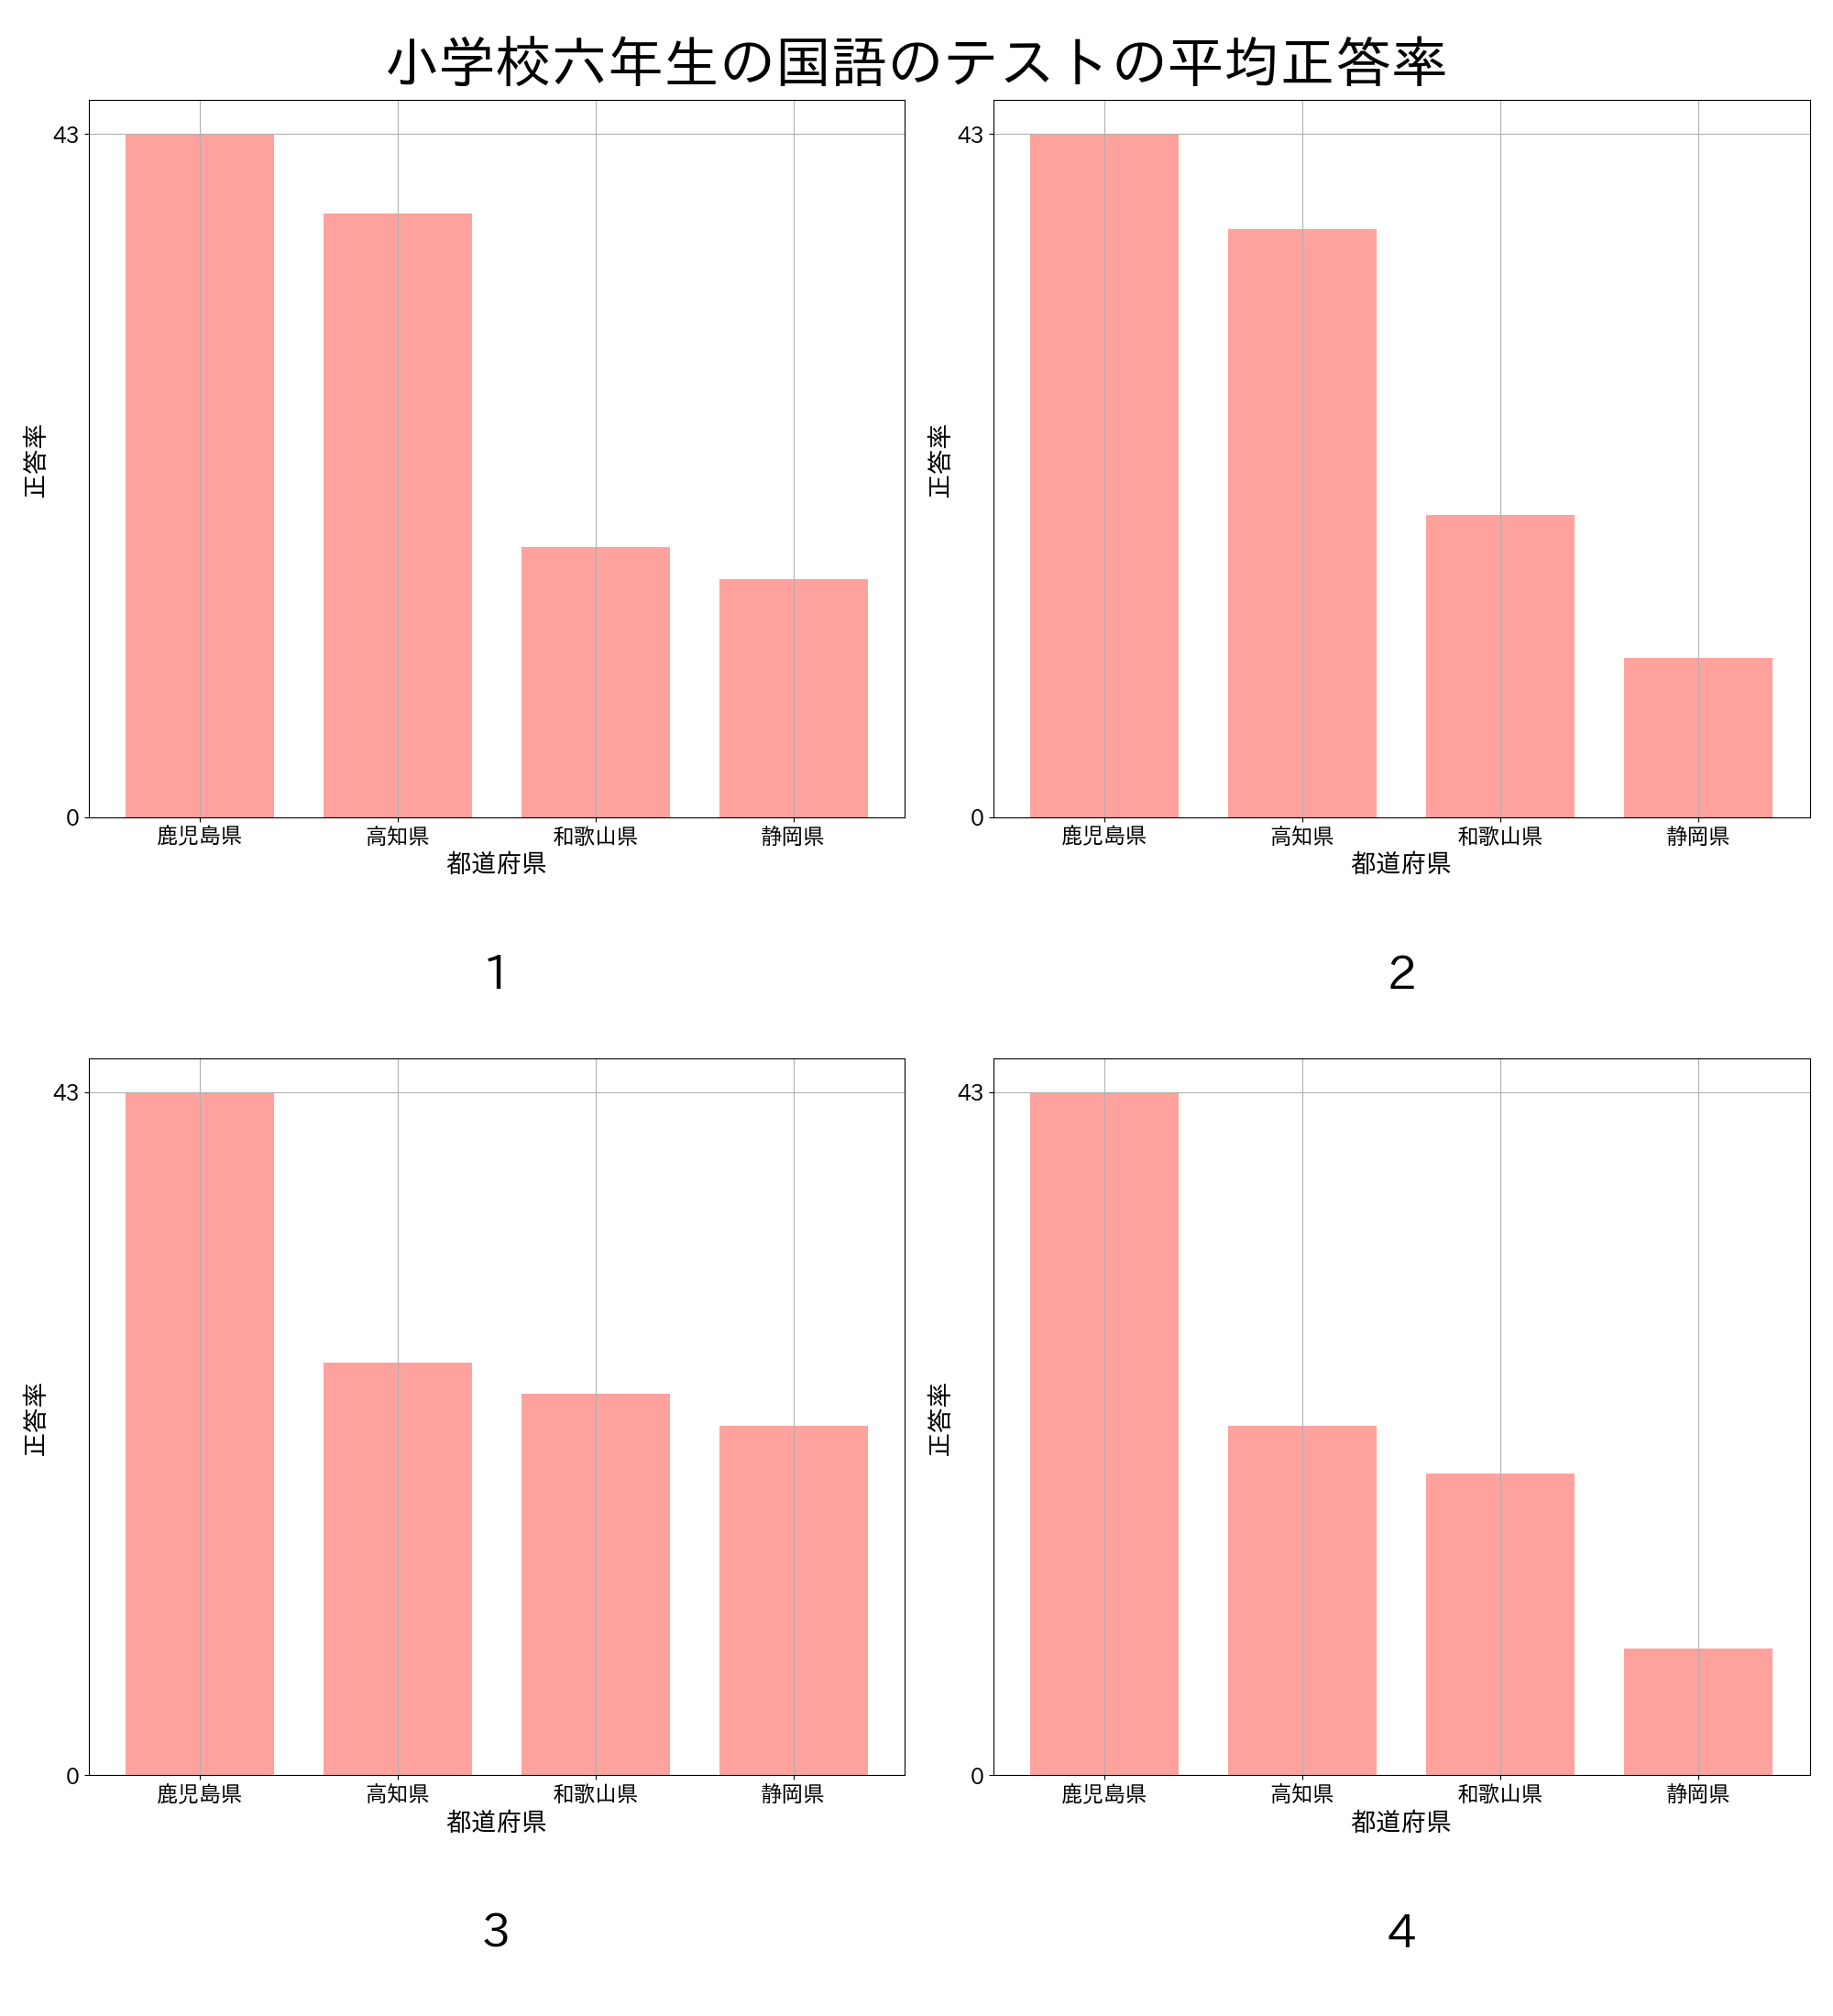 小学校六年生の国語のテストの平均正答率
43
正答率
0
鹿児島県 高知県 和歌山県 静岡県
都道府県
1
43
正答率
0
鹿児島県 高知県 和歌山県 静岡県
都道府県
2
43
正答率
0
鹿児島県 高知県 和歌山県 静岡県
都道府県
3
43
正答率
0
鹿児島県 高知県 和歌山県 静岡県
都道府県
4